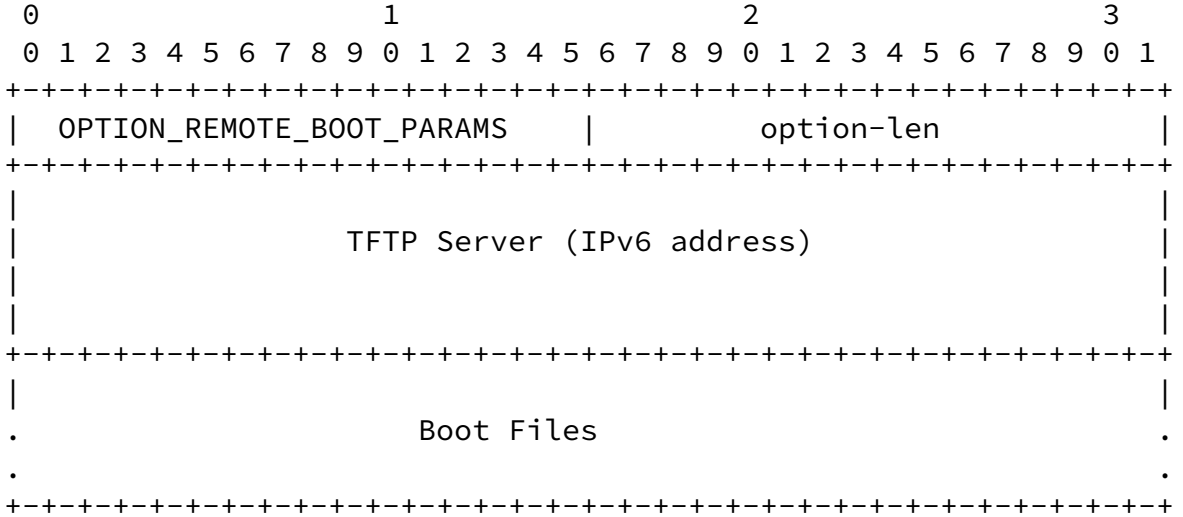 0                   1                   2                   3
 0 1 2 3 4 5 6 7 8 9 0 1 2 3 4 5 6 7 8 9 0 1 2 3 4 5 6 7 8 9 0 1
+-+-+-+-+-+-+-+-+-+-+-+-+-+-+-+-+-+-+-+-+-+-+-+-+-+-+-+-+-+-+-+-+
|  OPTION_REMOTE_BOOT_PARAMS    |         option-len            |
+-+-+-+-+-+-+-+-+-+-+-+-+-+-+-+-+-+-+-+-+-+-+-+-+-+-+-+-+-+-+-+-+
|                                                               |
|                  TFTP Server (IPv6 address)                   |
|                                                               |
|                                                               |
+-+-+-+-+-+-+-+-+-+-+-+-+-+-+-+-+-+-+-+-+-+-+-+-+-+-+-+-+-+-+-+-+
|                                                               |
.                      Boot Files                               .
.                                                               .
+-+-+-+-+-+-+-+-+-+-+-+-+-+-+-+-+-+-+-+-+-+-+-+-+-+-+-+-+-+-+-+-+